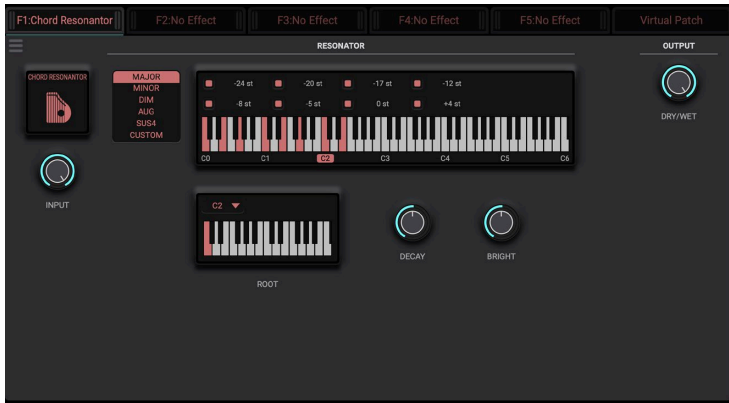 F1:Chord Resonantor F2:No Effect F3:No Effect F4:No Effect F5:No Effect Virtual Patch
RESONATOR OUTPUT
CHORD RESONANTOR
MAJOR
MINOR
DIM
AUG
SUS4
CUSTOM
-24 st -20 st -17 st -12 st
-8 st -5 st 0 st +4 st
C0 C1 C2 C3 C4 C5 C6
DRY/WET
INPUT
C2
DECAY BRIGHT
ROOT